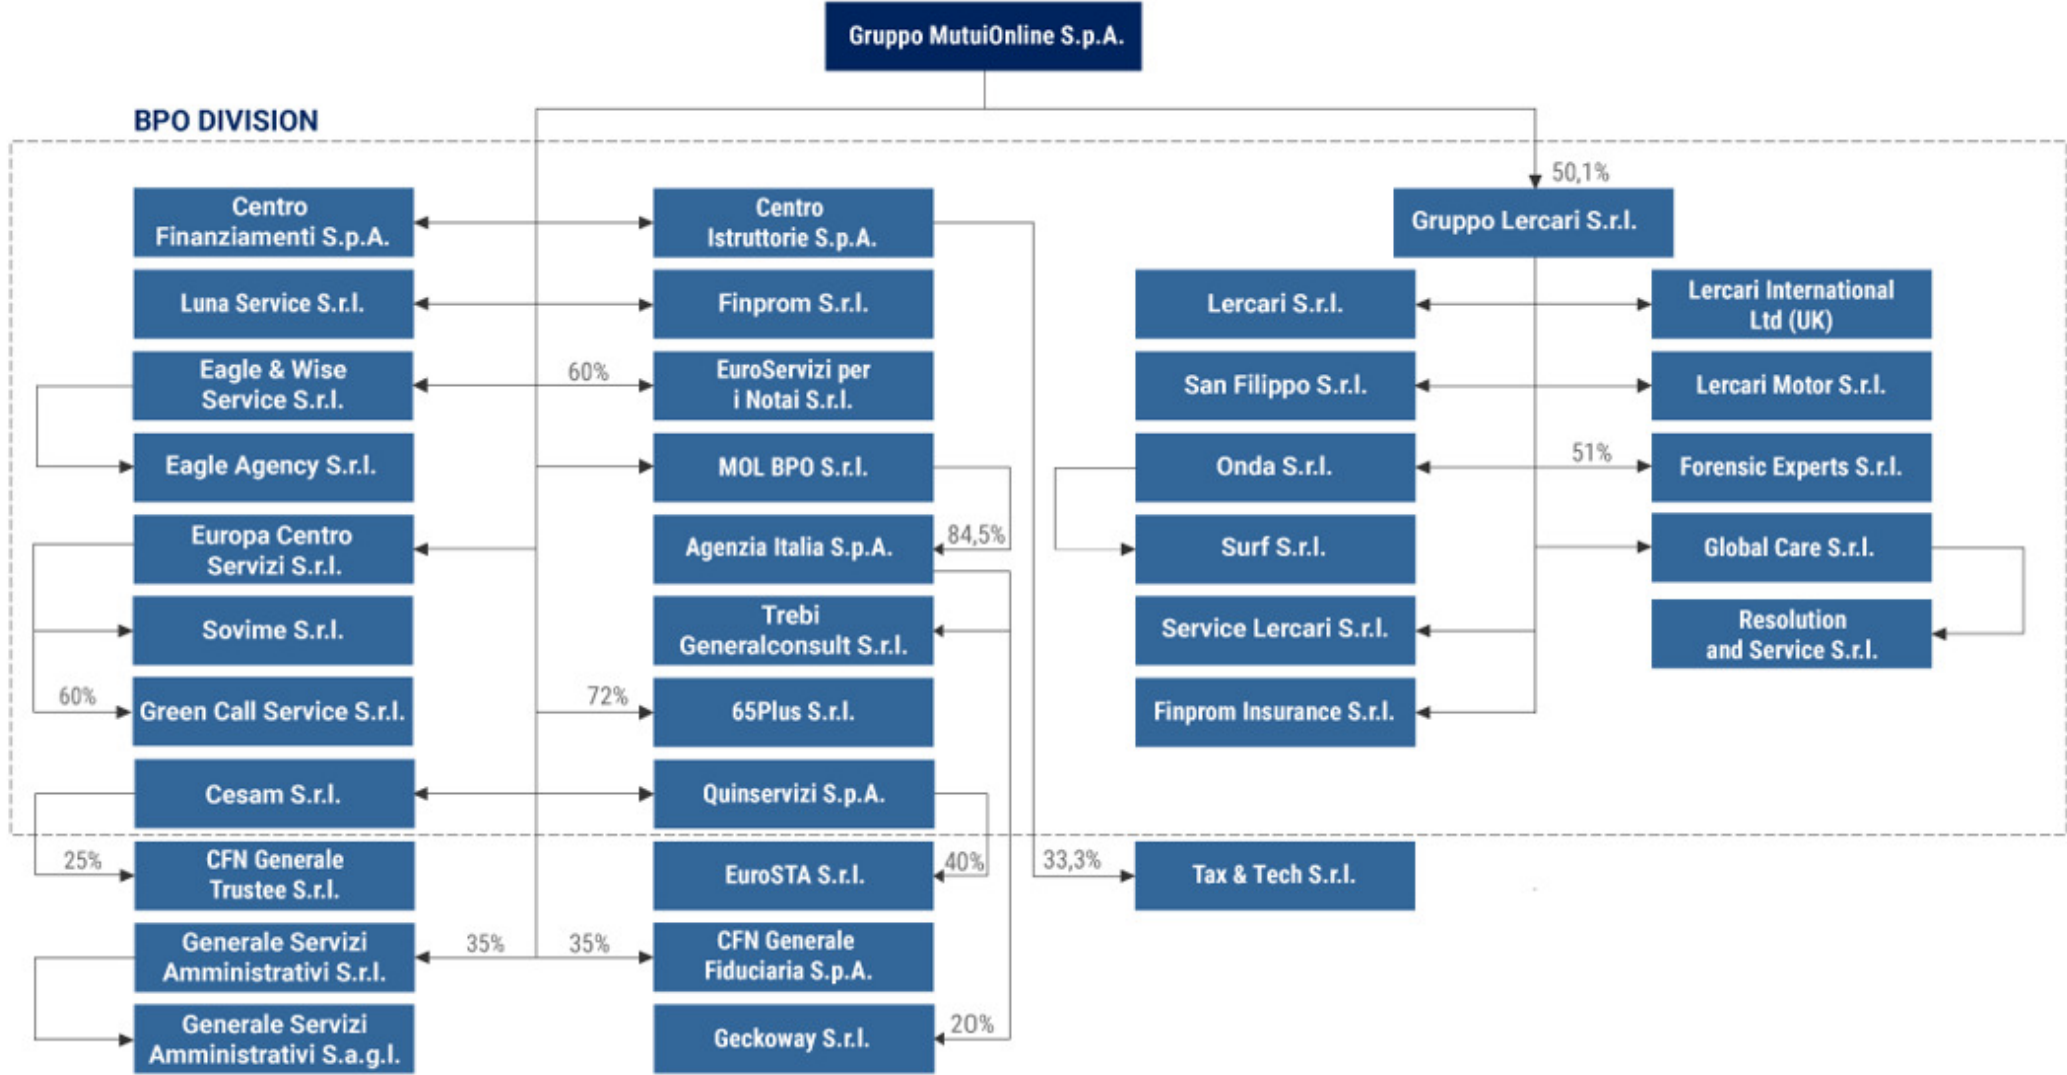 Gruppo MutuiOnline S.p.A.
BPO DIVISION
50,1%
Centro
Finanziamenti S.p.A.
Centro
Istruttorie S.p.A.
Gruppo Lercari S.r.l.
Luna Service S.r.l.
Finprom S.r.l.
Lercari S.r.l.
Lercari International
Ltd (UK)
Eagle & Wise
Service S.r.l.
60%
EuroServizi per
i Notai S.r.l.
San Filippo S.r.l.
Lercari Motor S.r.l.
Eagle Agency S.r.l.
MOL BPO S.r.l.
Onda S.r.l.
51%
Forensic Experts S.r.l.
Europa Centro
Servizi S.r.l.
Agenzia Italia S.p.A.
84,5%
Surf S.r.l.
Global Care S.r.l.
Sovime S.r.l.
Trebi
Generalconsult S.r.l.
Service Lercari S.r.l.
Resolution
and Service S.r.l.
60%
Green Call Service S.r.l.
72%
65Plus S.r.l.
Finprom Insurance S.r.l.
Cesam S.r.l.
Quinservizi S.p.A.
25%
CFN Generale
Trustee S.r.l.
EuroSTA S.r.l.
40%
33,3%
Tax & Tech S.r.l.
Generale Servizi
Amministrativi S.r.l.
35%
35%
CFN Generale
Fiduciaria S.p.A.
Generale Servizi
Amministrativi S.a.g.l.
Geckoway S.r.l.
20%